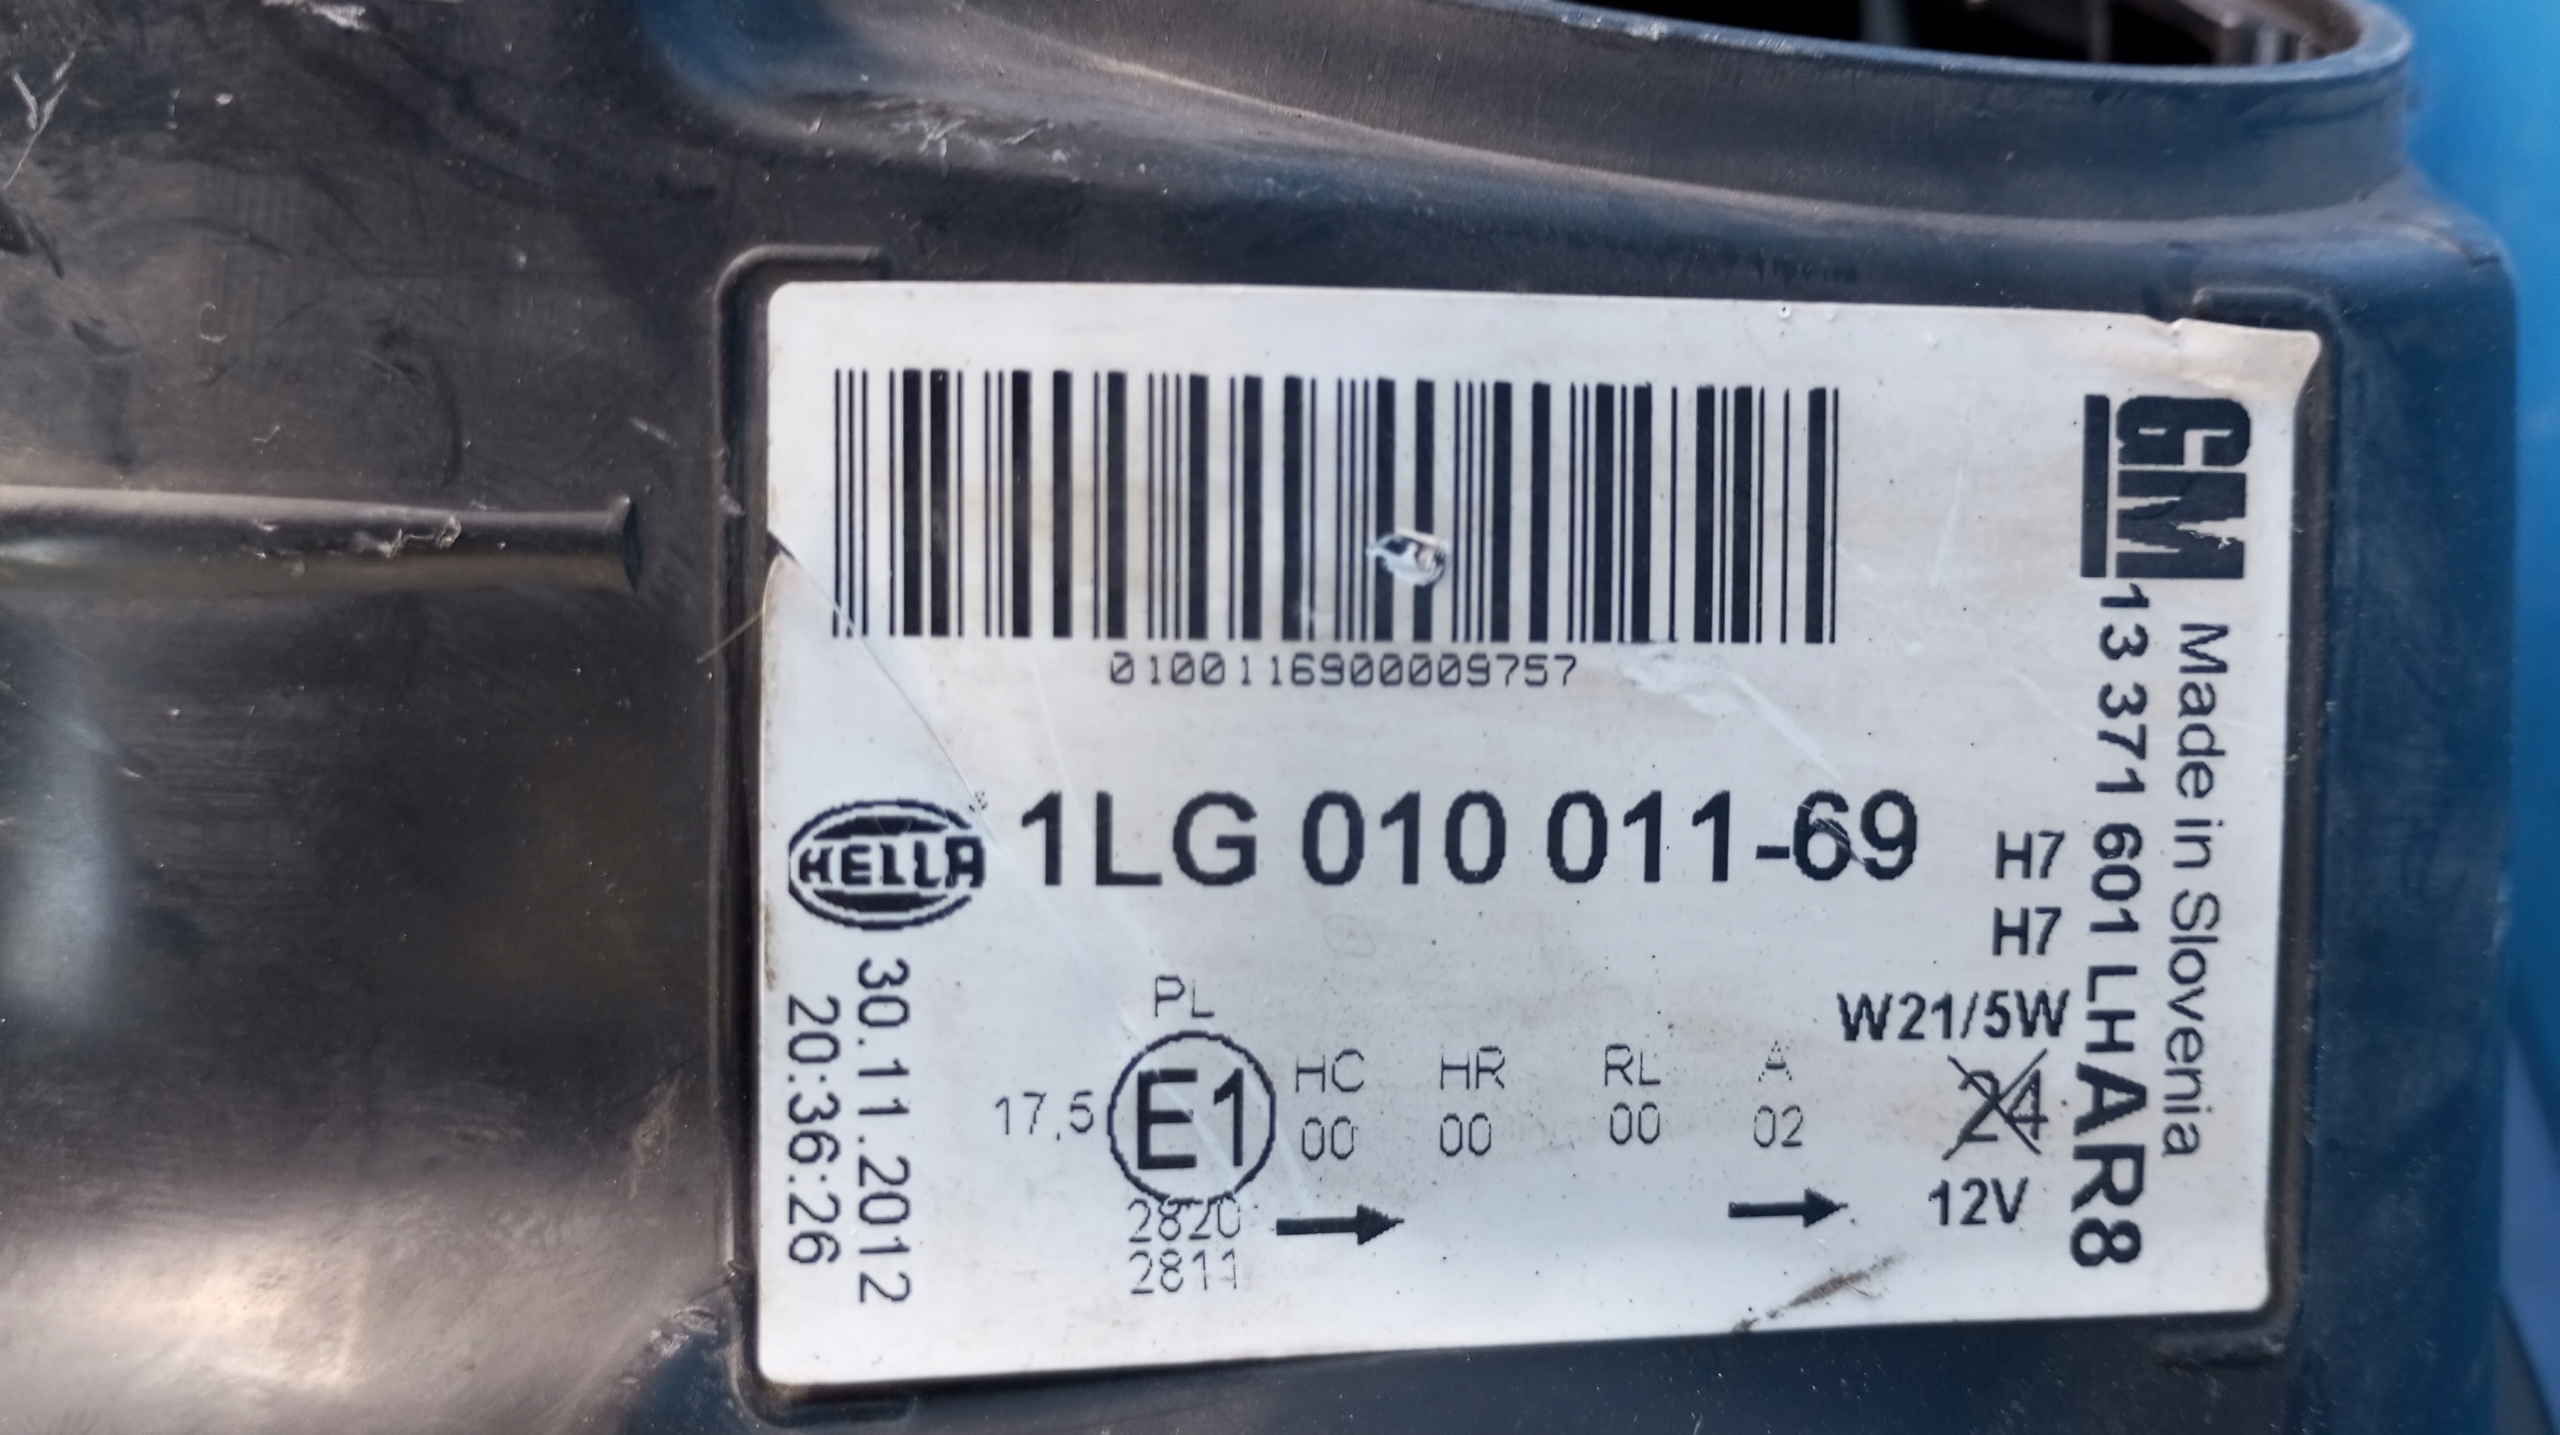 0100116900009757
HELLA 1LG 010 011-69
H7
H7
W21/5W
24
12V
PL
17,5 E1 HC HR RL A
00 00 00 02
2820
2811
30.11.2012
20:36:26
GM
13 371 601 LHAR8
Made in Slovenia